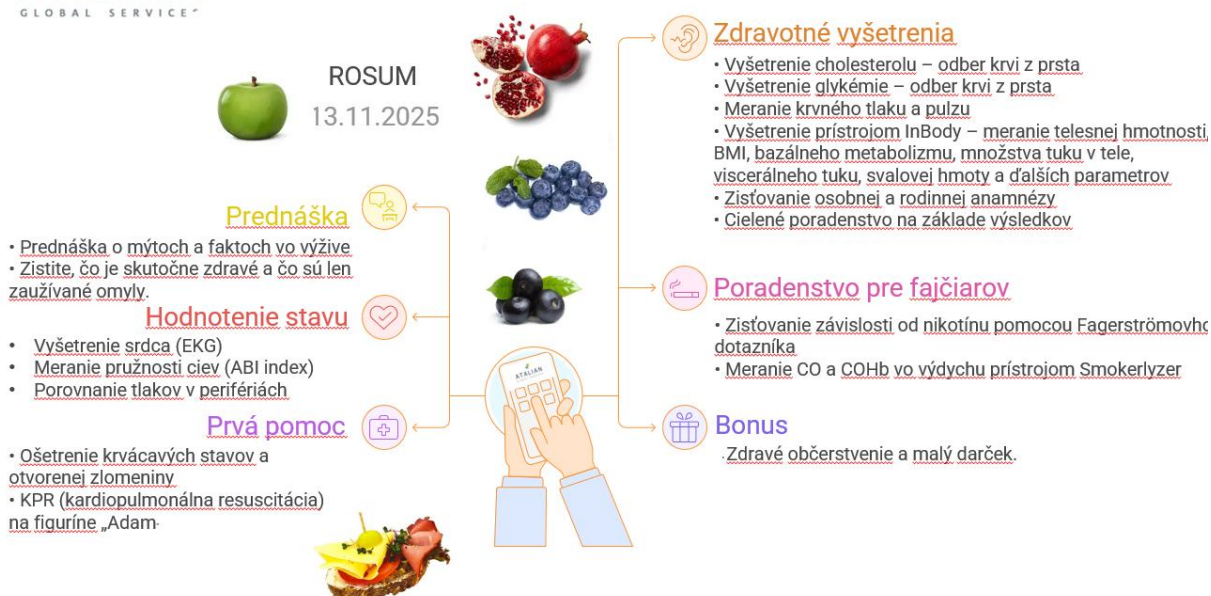 GLOBAL SERVICE
ROSUM
13.11.2025
Prednáška
• Prednáška o mýtoch a faktoch vo výžive
• Zistite, čo je skutočne zdravé a čo sú len
zaužívané omyly.
Hodnotenie stavu
• Vyšetrenie srdca (EKG)
• Meranie pružnosti ciev (ABI index)
• Porovnanie tlakov v perifériách
Prvá pomoc
• Ošetrenie krvácavých stavov a
otvorenej zlomeniny
• KPR (kardiopulmonálna resuscitácia)
na figuríne „Adam
ATALIAN
Zdravotné vyšetrenia
• Vyšetrenie cholesterolu – odber krvi z prsta
• Vyšetrenie glykémie – odber krvi z prsta
• Meranie krvného tlaku a pulzu
• Vyšetrenie prístrojom InBody – meranie telesnej hmotnosti,
BMI, bazálneho metabolizmu, množstva tuku v tele,
viscerálneho tuku, svalovej hmoty a ďalších parametrov
• Zisťovanie osobnej a rodinnej anamnézy
• Cielené poradenstvo na základe výsledkov
Poradenstvo pre fajčiarov
• Zisťovanie závislosti od nikotínu pomocou Fagerströmovho
dotazníka
• Meranie CO a COHb vo výdychu prístrojom Smokerlyzer
Bonus
Zdravé občerstvenie a malý darček.